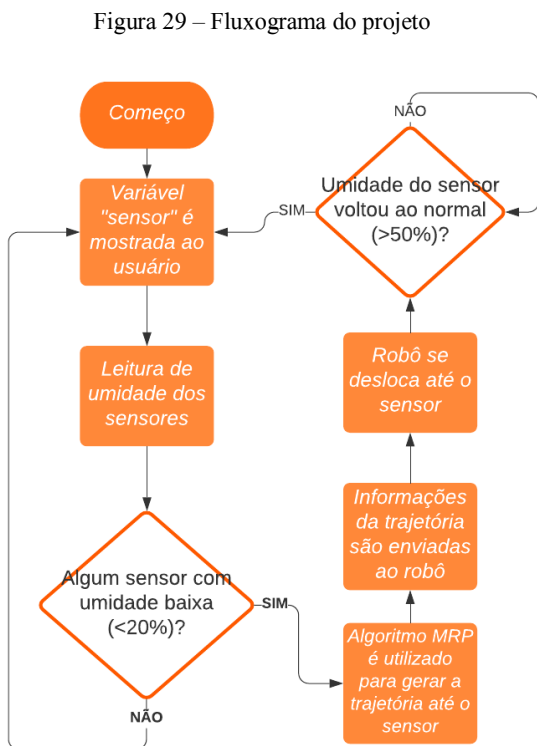 Figura 29 – Fluxograma do projeto
Começo
Variável
"sensor" é
mostrada ao
usuário
Leitura de
umidade dos
sensores
Algum sensor com
umidade baixa
(<20%)?
SIM
NÃO
Algoritmo MRP
é utilizado
para gerar a
trajetória até o
sensor
Informações
da trajetória
são enviadas
ao robô
Robô se
desloca até o
sensor
Umidade do sensor
voltou ao normal
(>50%)?
NÃO
SIM